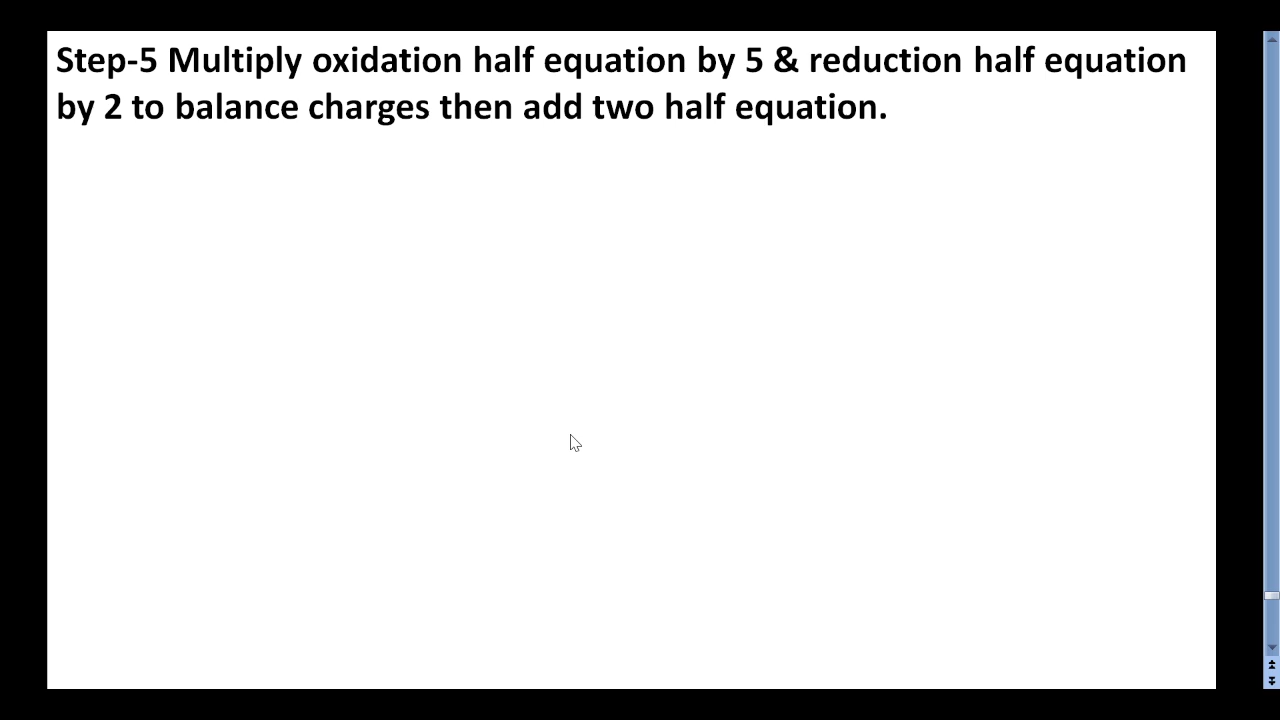 Step-5 Multiply oxidation half equation by 5 & reduction half equation
by 2 to balance charges then add two half equation.